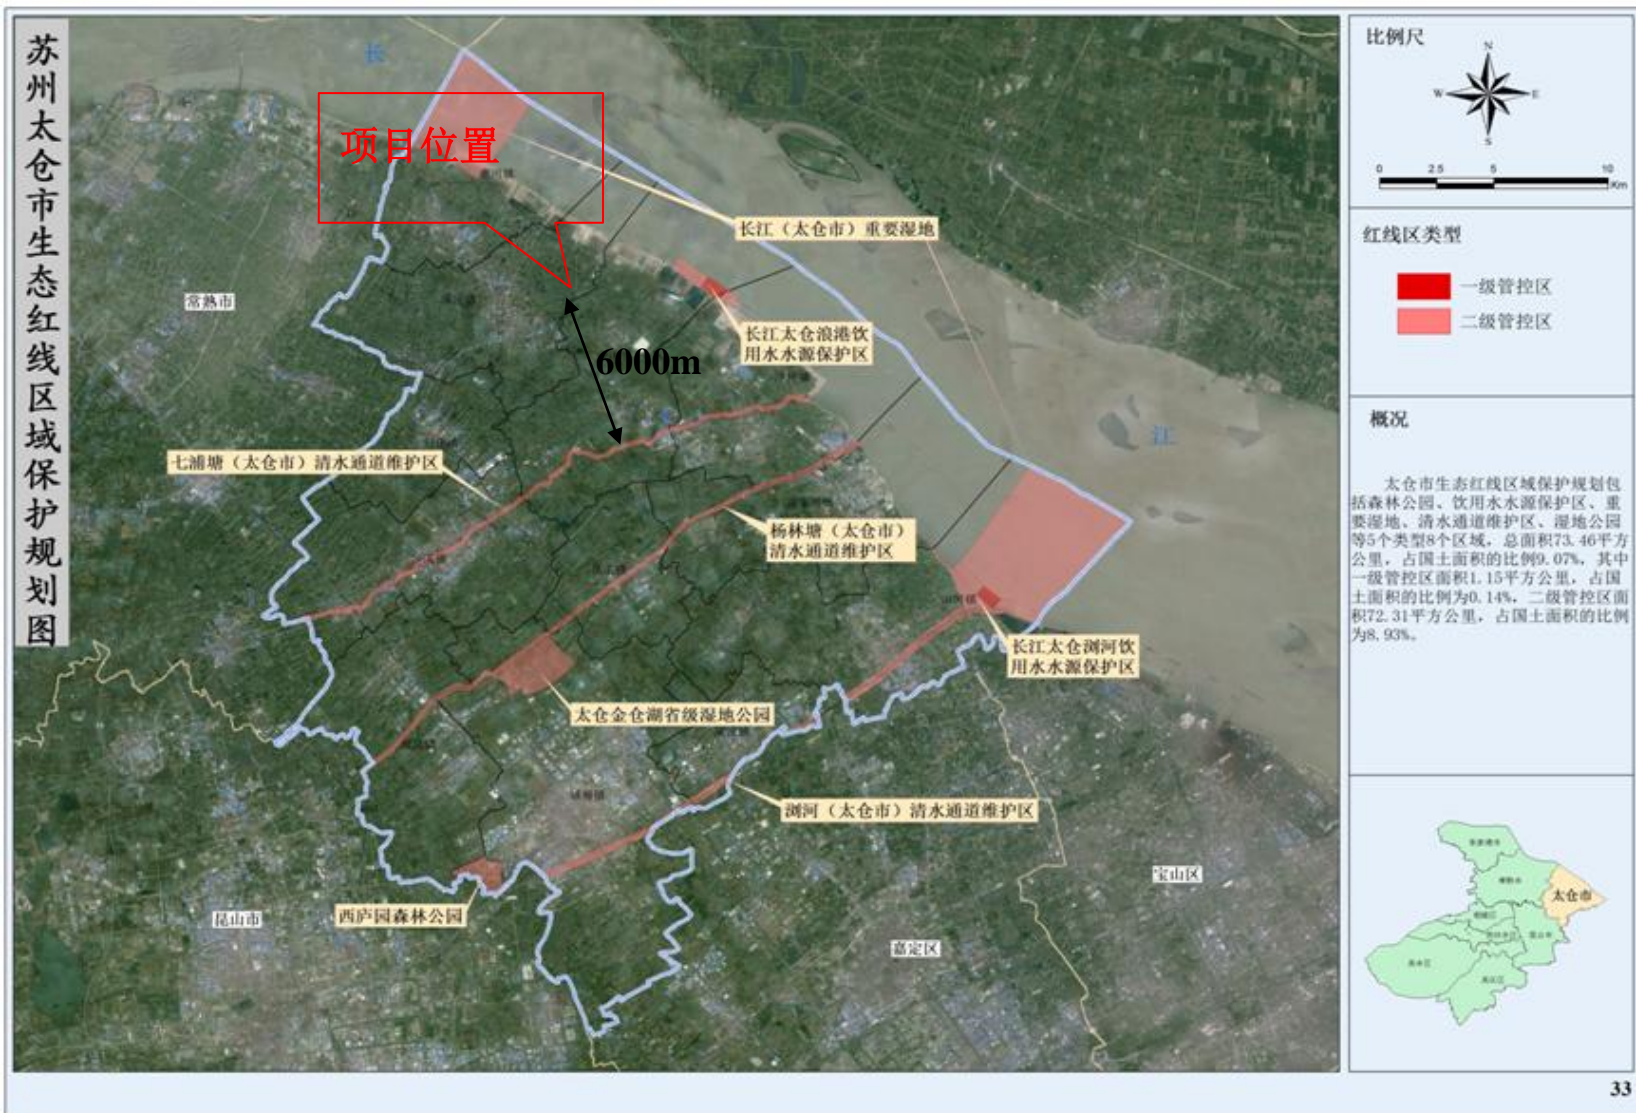 苏州太仓市生态红线区域保护规划图
长
项目位置
长江（太仓市）重要湿地
常熟市
长江太仓浪港饮
用水水源保护区
6000m
七浦塘（太仓市）清水通道维护区
江
杨林塘（太仓市）
清水通道维护区
长江太仓浏河饮
用水水源保护区
太仓金仓湖省级湿地公园
浏河（太仓市）清水通道维护区
宝山区
西庐园森林公园
昆山市
嘉定区
比例尺
N
W
E
S
0 2.5 5 10
Km
红线区类型
一级管控区
二级管控区
概况
太仓市生态红线区域保护规划包
括森林公园、饮用水水源保护区、重
要湿地、清水通道维护区、湿地公园
等5个类型8个区域，总面积73.46平方
公里，占国土面积的比例9.07%，其中
一级管控区面积1.15平方公里，占国
土面积的比例为0.14%，二级管控区面
积72.31平方公里，占国土面积的比例
为8.93%。
太仓市
33